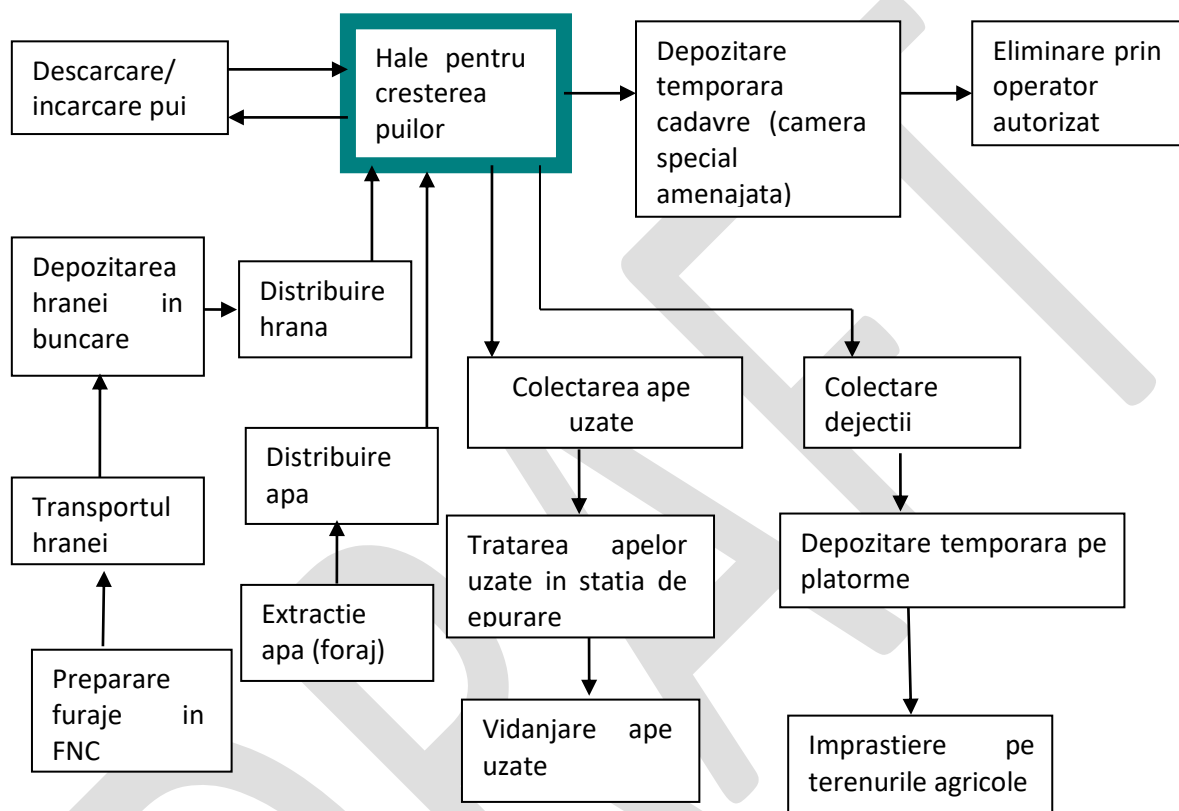 Descarcare/
incarcare pui
Hale pentru
cresterea
puilor
Depozitare
temporara
cadavre (camera
special
amenajata)
Eliminare prin
operator
autorizat
Depozitarea
hranei in
buncare
Distribuire
hrana
Colectarea ape
uzate
Colectare
dejectii
Distribuire
apa
Transportul
hranei
Tratarea apelor
uzate in statia de
epurare
Depozitare temporara pe
platorme
Extractie
apa (foraj)
Preparare
furaje in
FNC
Vidanjare ape
uzate
Imprastiere pe
terenurile agricole
DRAFT